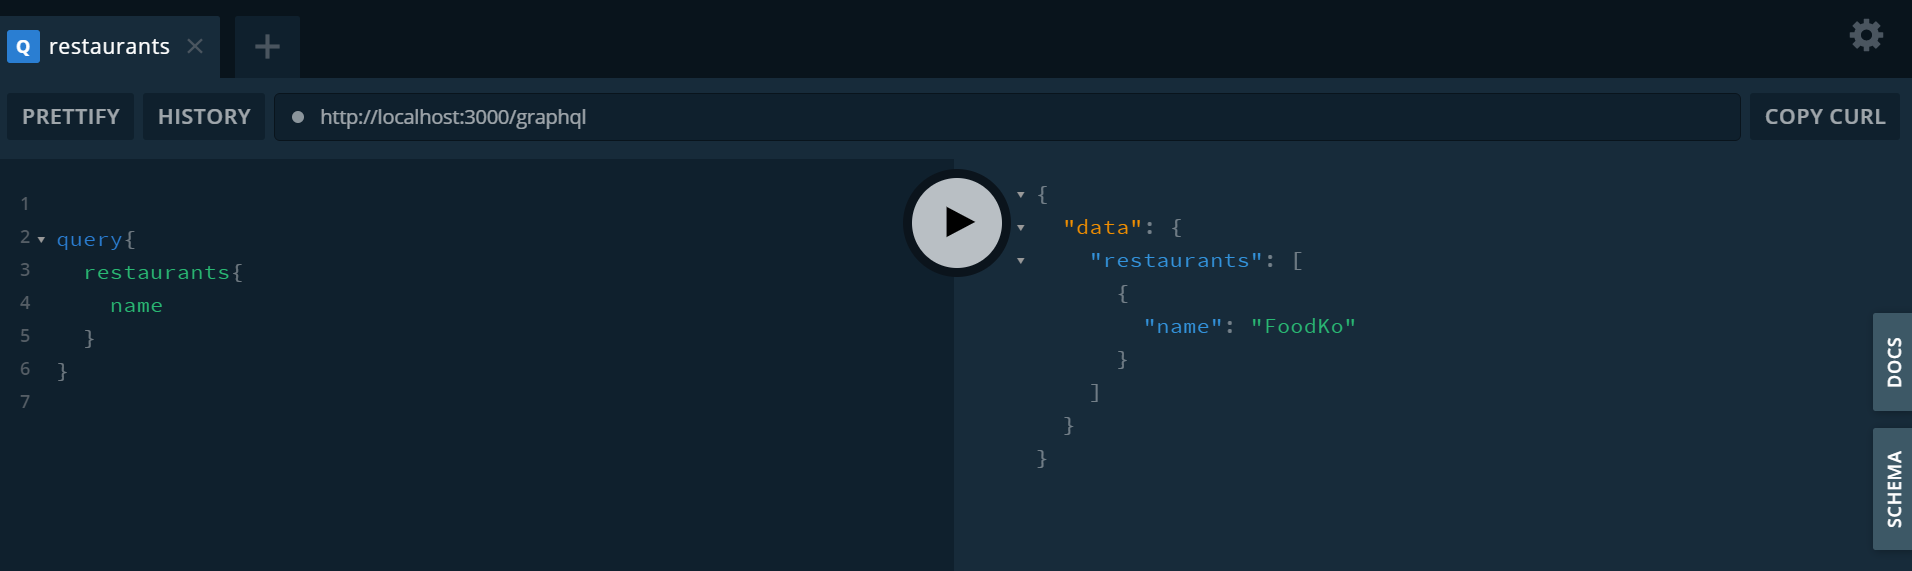 Q restaurants
PRETTIFY HISTORY http://localhost:3000/graphql COPY CURL
1
2 query{
3 restaurants{
4 name
5 }
6 }
7
{
"data": {
"restaurants": [
{
"name": "FoodKo"
}
]
}
}
DOCS
SCHEMA